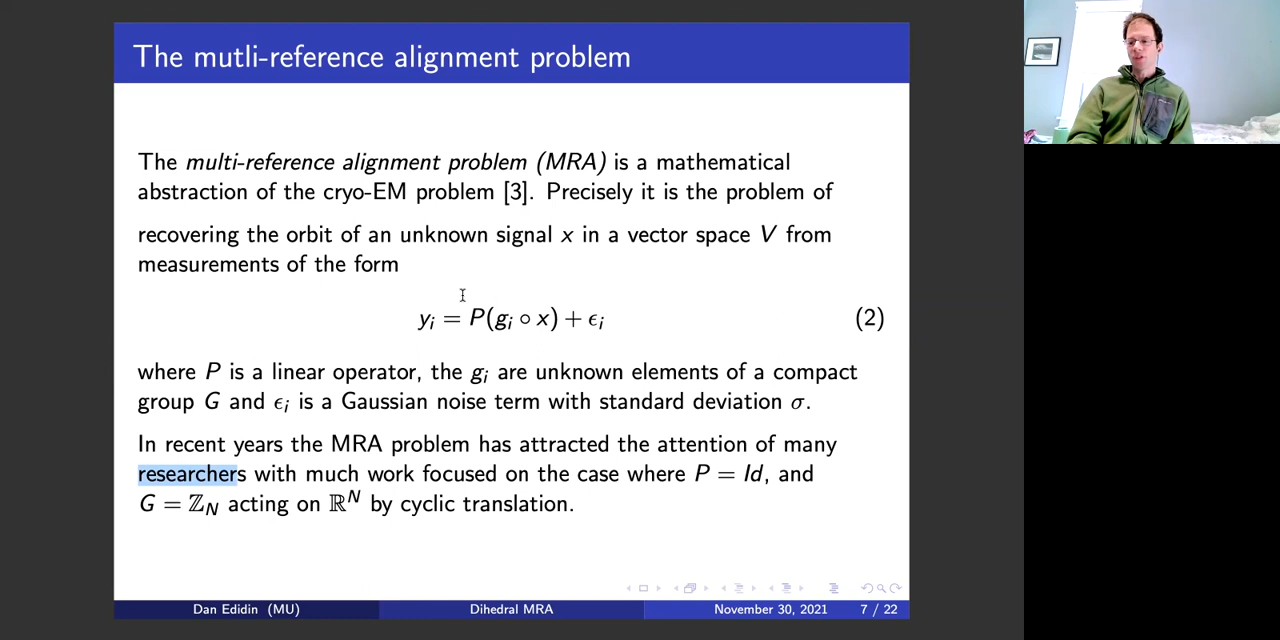 The mutli-reference alignment problem
The multi-reference alignment problem (MRA) is a mathematical
abstraction of the cryo-EM problem [3]. Precisely it is the problem of
recovering the orbit of an unknown signal x in a vector space V from
measurements of the form
yᵢ = P(gᵢ ∘ x) + ϵᵢ (2)
where P is a linear operator, the gᵢ are unknown elements of a compact
group G and ϵᵢ is a Gaussian noise term with standard deviation σ.
In recent years the MRA problem has attracted the attention of many
researchers with much work focused on the case where P = Id, and
G = ℤ_N acting on ℝᴺ by cyclic translation.
Dan Edidin (MU) Dihedral MRA November 30, 2021 7 / 22